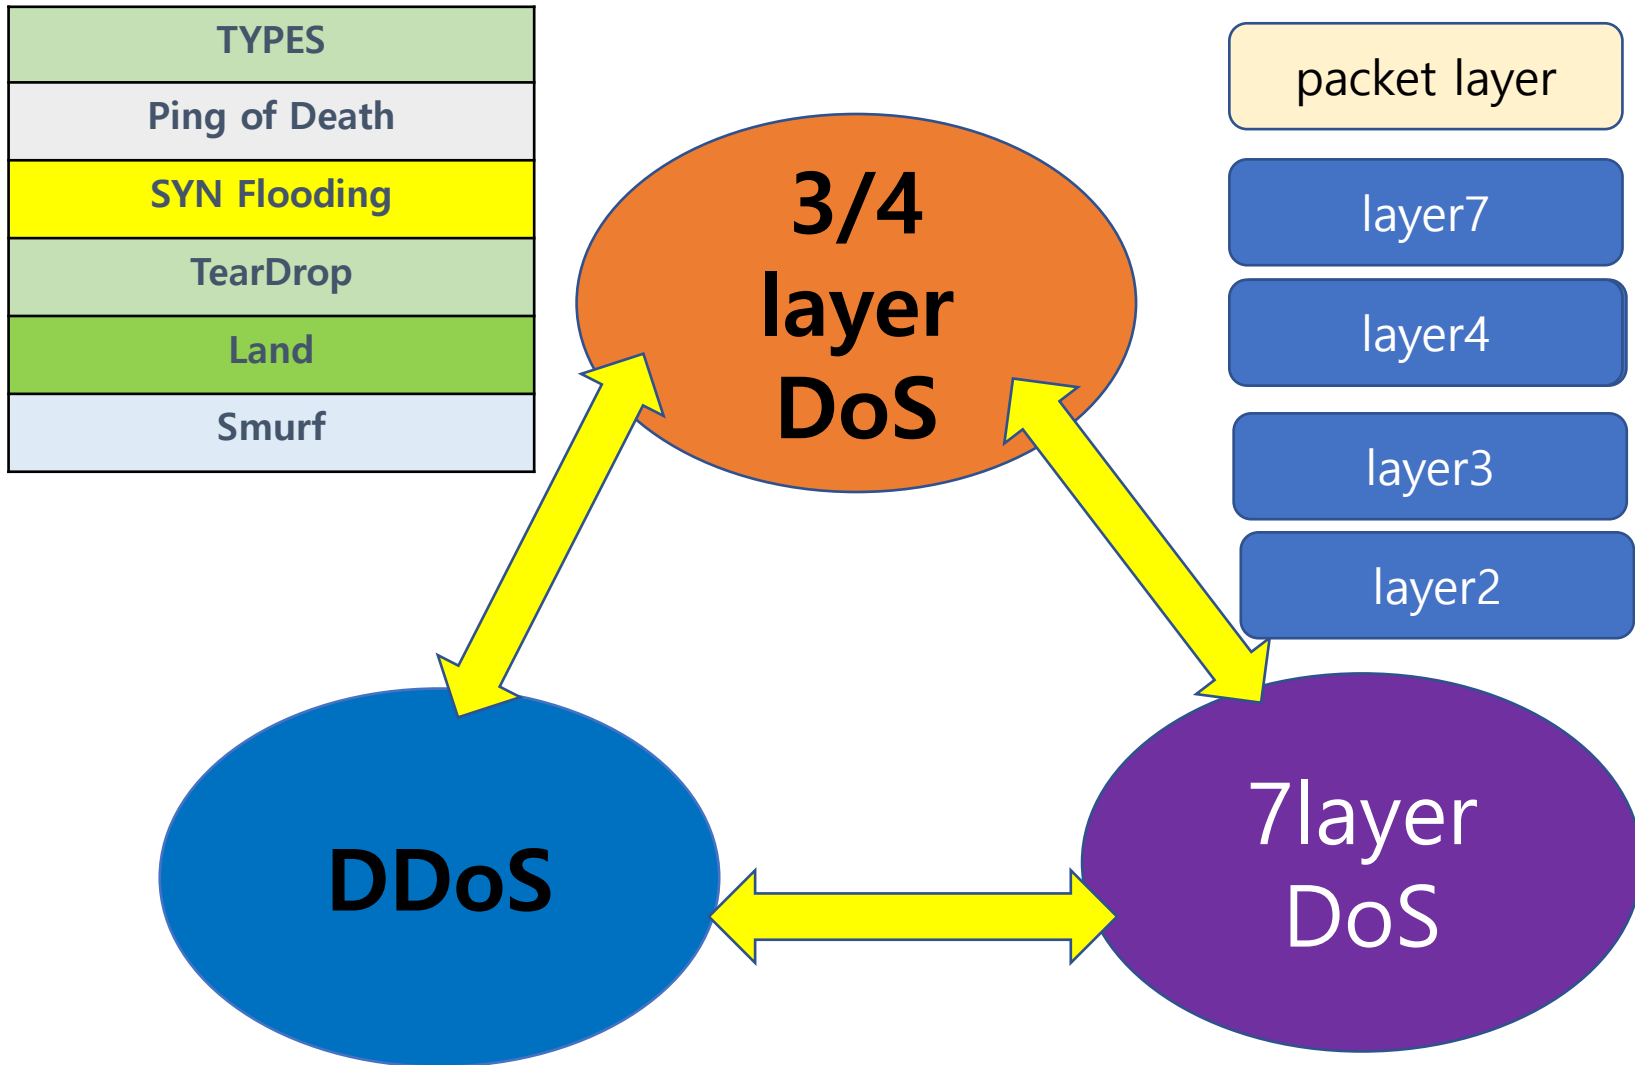 TYPES
Ping of Death
SYN Flooding
TearDrop
Land
Smurf
3/4
layer
DoS
packet layer
layer7
layer4
layer3
layer2
DDoS
7layer
DoS